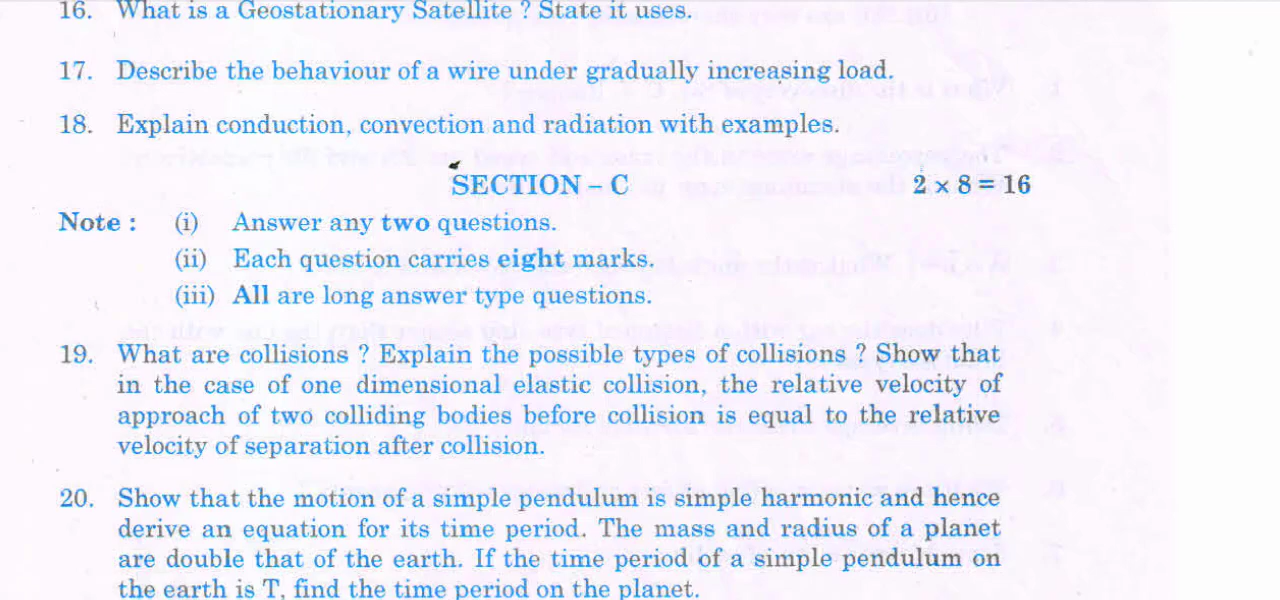 16. What is a Geostationary Satellite ? State it uses.
17. Describe the behaviour of a wire under gradually increasing load.
18. Explain conduction, convection and radiation with examples.
SECTION – C 2 × 8 = 16
Note : (i) Answer any two questions.
(ii) Each question carries eight marks.
(iii) All are long answer type questions.
19. What are collisions ? Explain the possible types of collisions ? Show that
in the case of one dimensional elastic collision, the relative velocity of
approach of two colliding bodies before collision is equal to the relative
velocity of separation after collision.
20. Show that the motion of a simple pendulum is simple harmonic and hence
derive an equation for its time period. The mass and radius of a planet
are double that of the earth. If the time period of a simple pendulum on
the earth is T, find the time period on the planet.